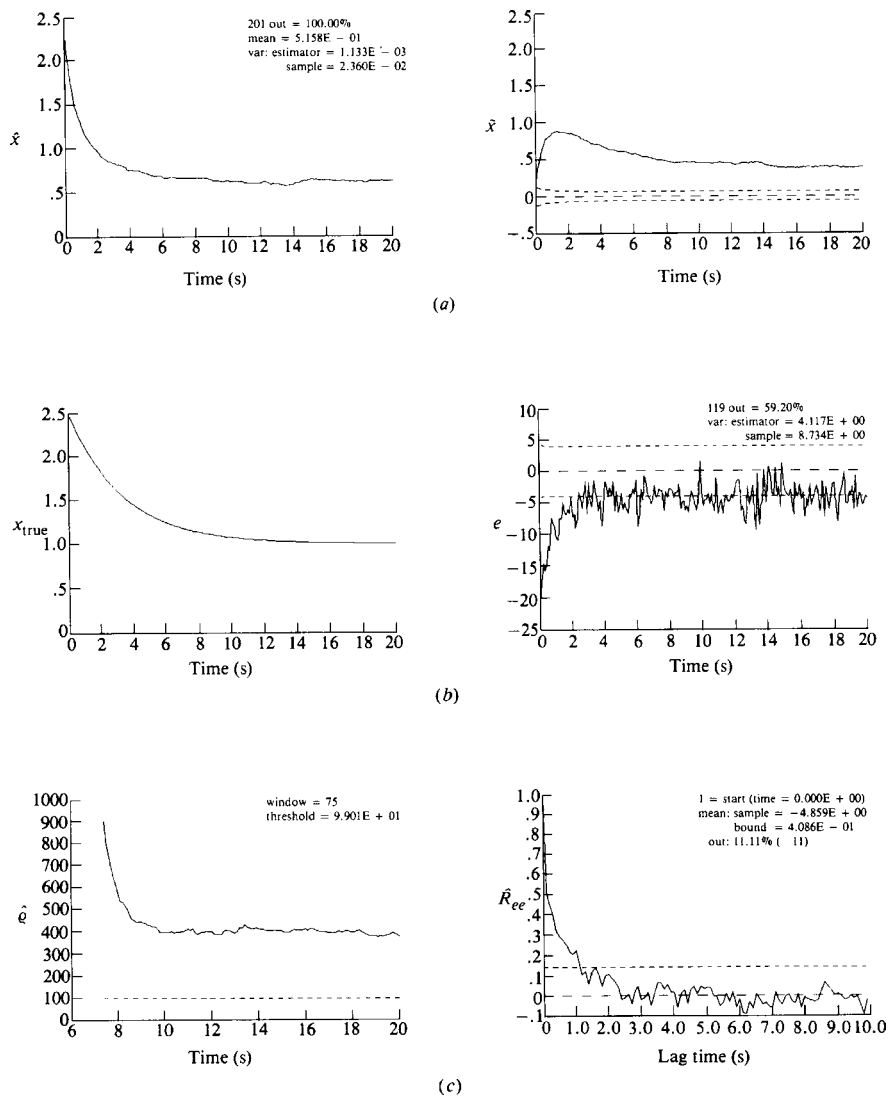 2.5
2.0
1.5
1.0
.5
0
x̂
201 out = 100.00%
mean = 5.158E − 01
var: estimator = 1.133E − 03
sample = 2.360E − 02
0 2 4 6 8 10 12 14 16 18 20
Time (s)
2.5
2.0
1.5
1.0
.5
0
−.5
x̃
0 2 4 6 8 10 12 14 16 18 20
Time (s)
(a)
2.5
2.0
1.5
1.0
.5
0
x_true
0 2 4 6 8 10 12 14 16 18 20
Time (s)
10
5
0
−5
−10
−15
−20
−25
e
119 out = 59.20%
var: estimator = 4.117E + 00
sample = 8.734E + 00
0 2 4 6 8 10 12 14 16 18 20
Time (s)
(b)
1000
900
800
700
600
500
400
300
200
100
0
ρ̂
window = 75
threshold = 9.901E + 01
6 8 10 12 14 16 18 20
Time (s)
1.0
.9
.8
.7
.6
.5
.4
.3
.2
.1
0
−.1
R̂_ee
1 = start (time = 0.000E + 00)
mean: sample = −4.859E + 00
bound = 4.086E − 01
out: 11.11% ( 11)
0 1.0 2.0 3.0 4.0 5.0 6.0 7.0 8.0 9.0 10.0
Lag time (s)
(c)